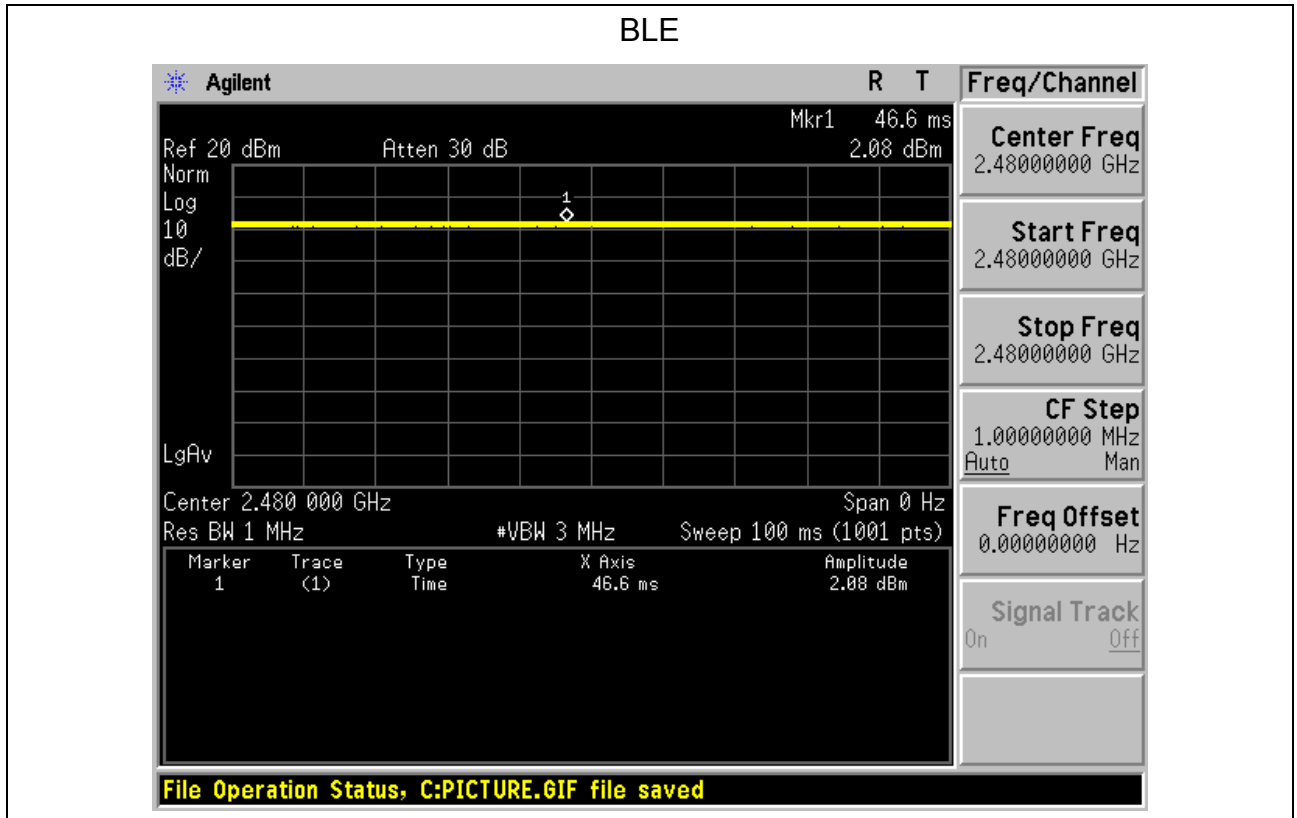 BLE
Agilent R T Freq/Channel
Mkr1 46.6 ms
Ref 20 dBm Atten 30 dB 2.08 dBm
Norm
Log
10
dB/
1
LgAv
Center 2.480 000 GHz Span 0 Hz
Res BW 1 MHz #VBW 3 MHz Sweep 100 ms (1001 pts)
Marker Trace Type X Axis Amplitude
1 (1) Time 46.6 ms 2.08 dBm
Center Freq
2.48000000 GHz
Start Freq
2.48000000 GHz
Stop Freq
2.48000000 GHz
CF Step
1.00000000 MHz
Auto Man
Freq Offset
0.00000000 Hz
Signal Track
On Off
File Operation Status, C:PICTURE.GIF file saved